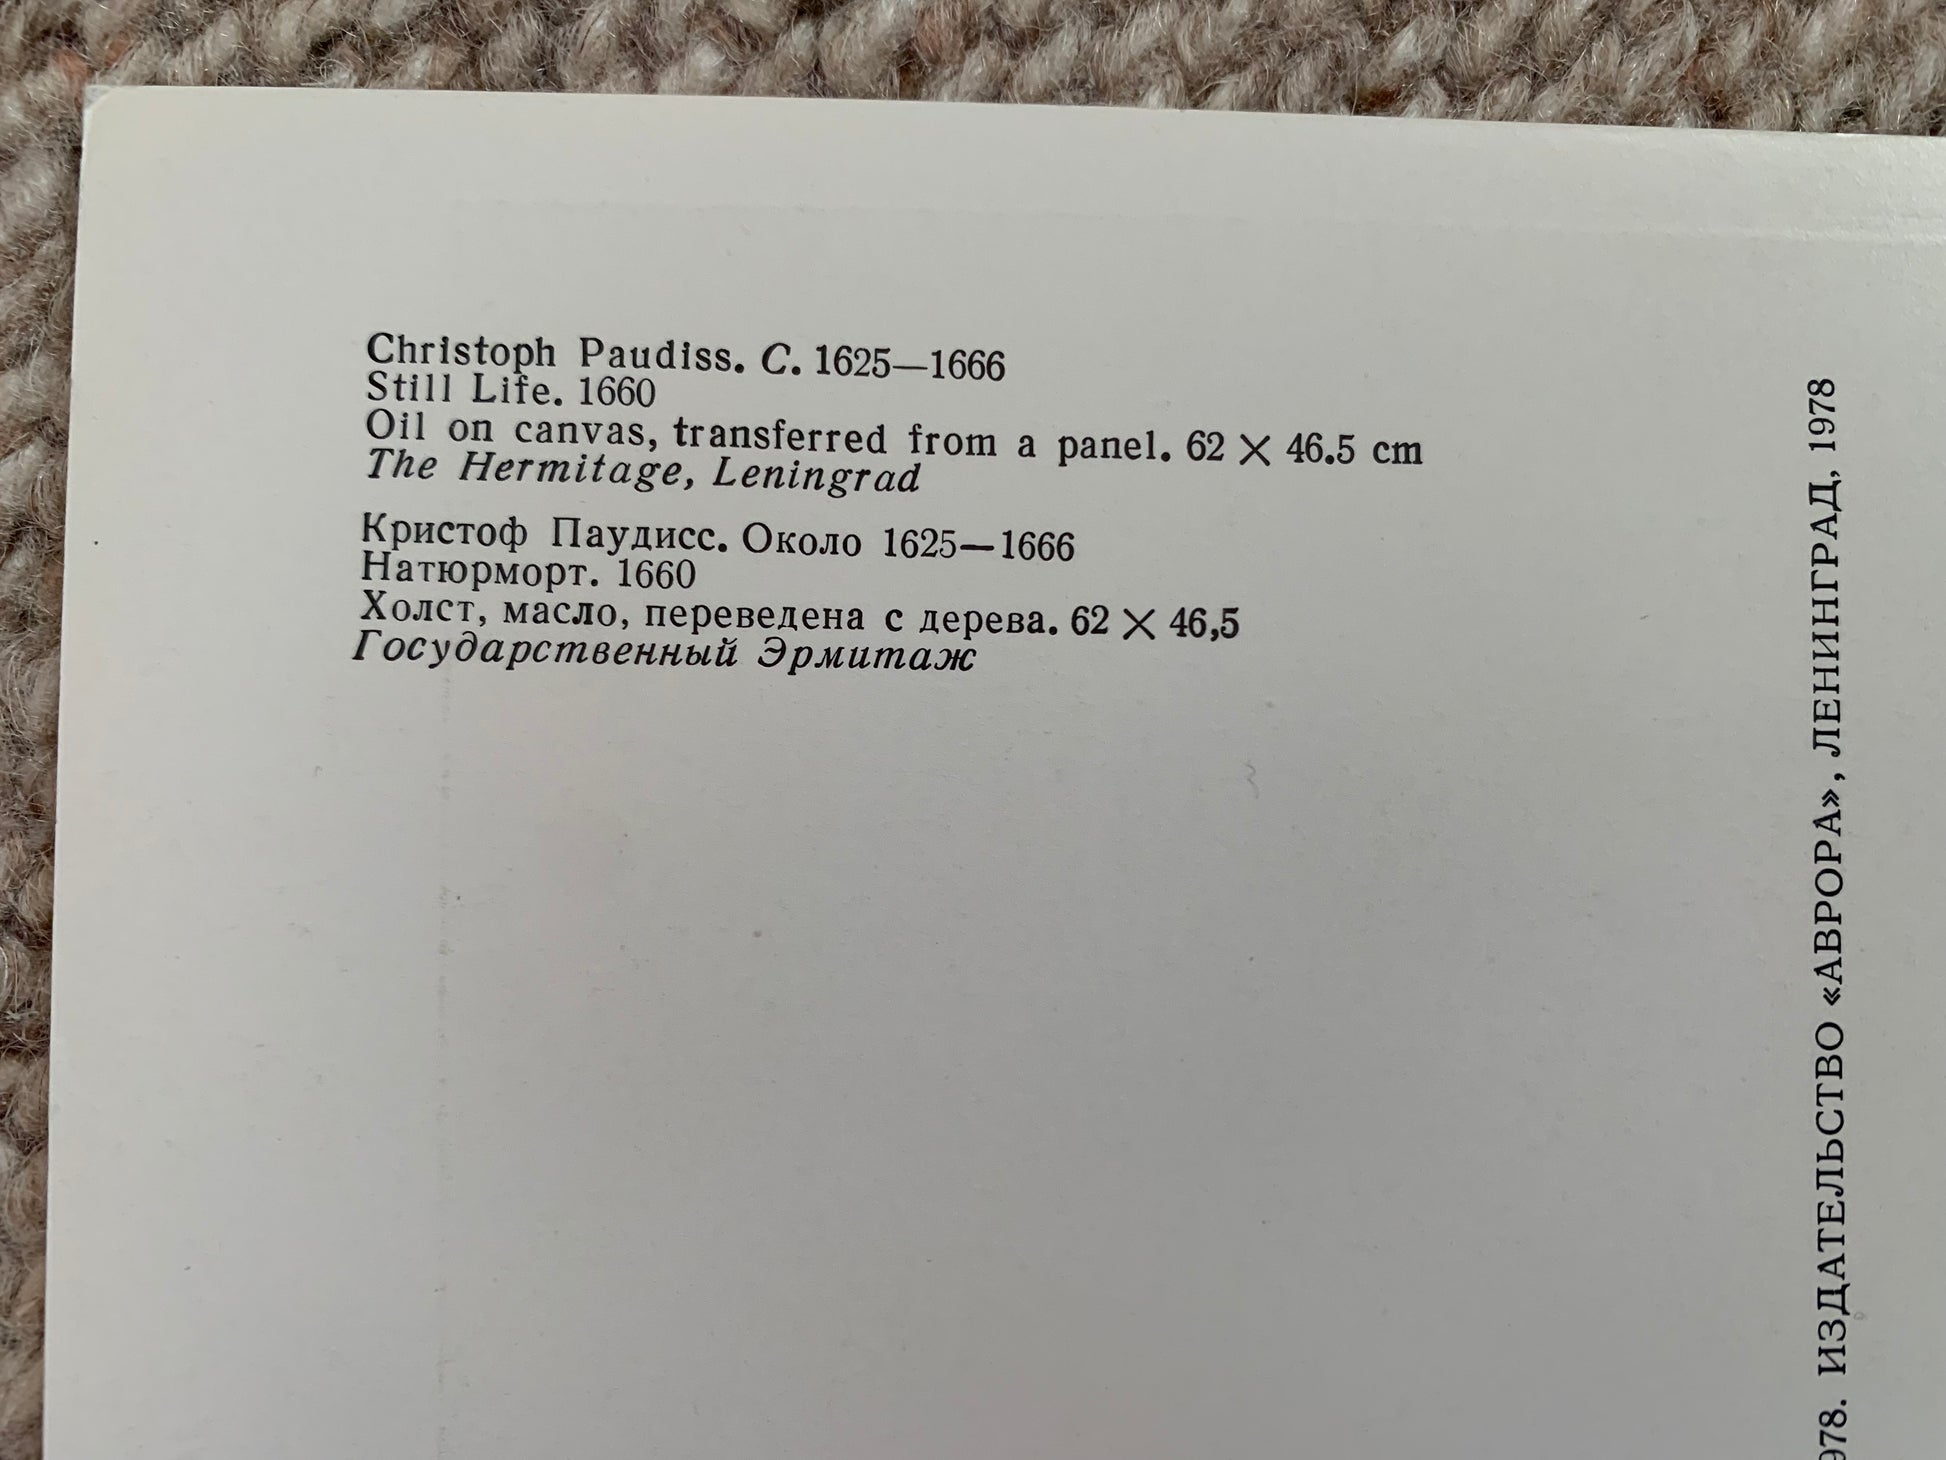 Christoph Paudiss. C. 1625—1666
Still Life. 1660
Oil on canvas, transferred from a panel. 62 × 46.5 cm
The Hermitage, Leningrad
Кристоф Паудисс. Около 1625—1666
Натюрморт. 1660
Холст, масло, переведена с дерева. 62 × 46,5
Государственный Эрмитаж
978. ИЗДАТЕЛЬСТВО «АВРОРА», ЛЕНИНГРАД, 1978